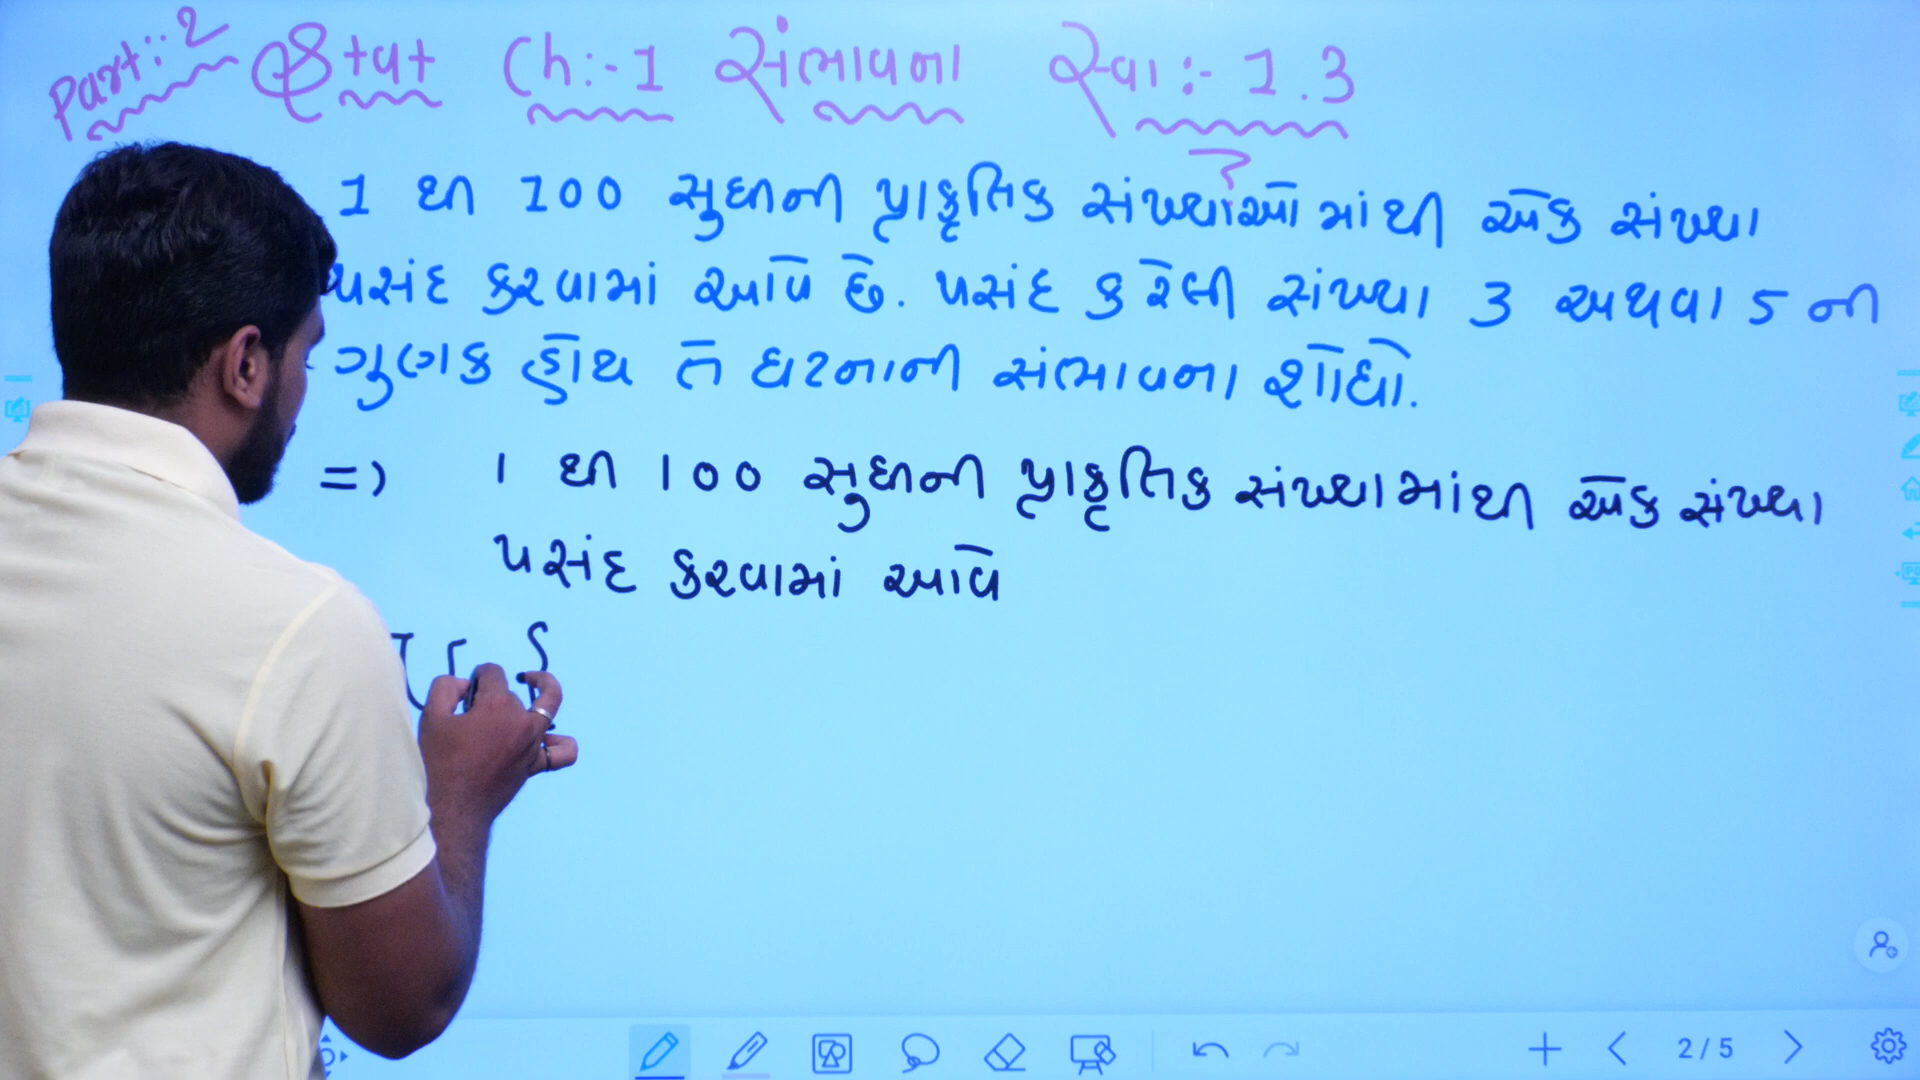 Part:: 2 Stat Ch:-1 સંભાવના સ્વા:- 1.3
1 થી 100 સુધીની પ્રાકૃતિક સંખ્યાઓમાંથી એક સંખ્યા
પસંદ કરવામાં આવે છે. પસંદ કરેલી સંખ્યા 3 અથવા 5 ની
ગુણક હોય તે ઘટનાની સંભાવના શોધો.
=) 1 થી 100 સુધીની પ્રાકૃતિક સંખ્યામાંથી એક સંખ્યા
પસંદ કરવામાં આવે
2/5